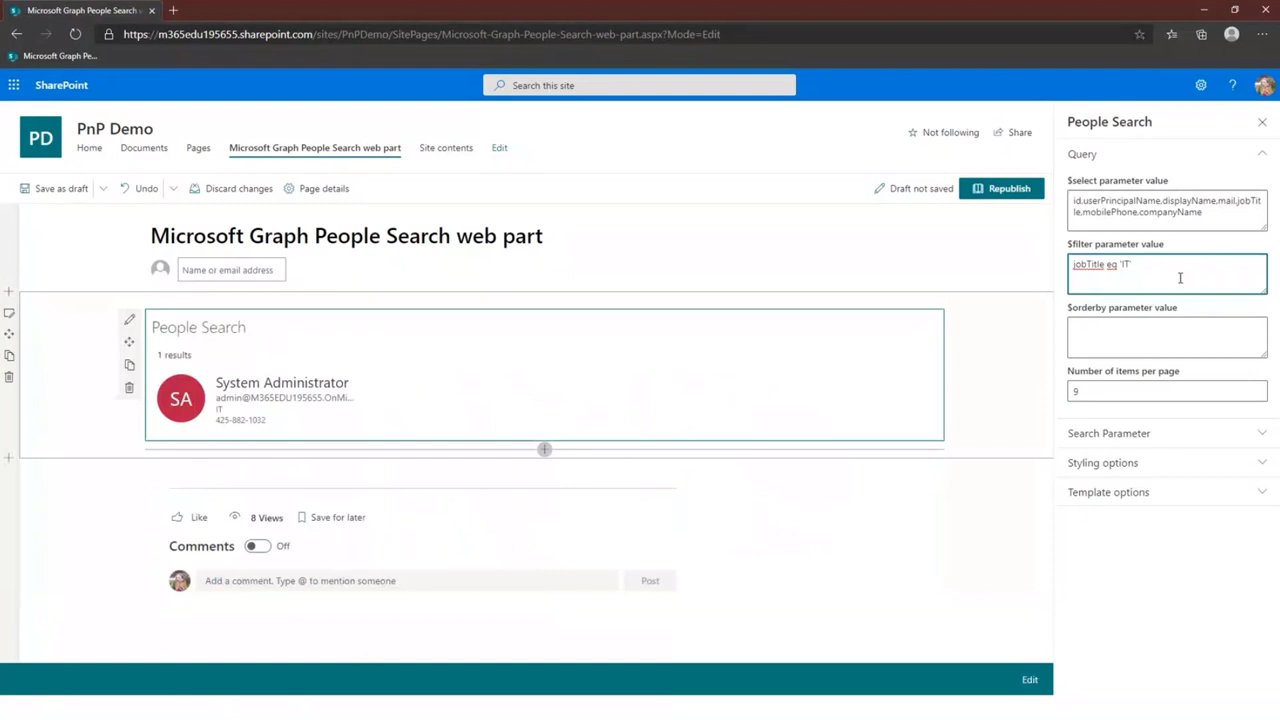 Microsoft Graph People Search w
https://m365edu195655.sharepoint.com/sites/PnPDemo/SitePages/Microsoft-Graph-People-Search-web-part.aspx?Mode=Edit
Microsoft Graph Pe...
SharePoint
Search this site
PD
PnP Demo
Home Documents Pages Microsoft Graph People Search web part Site contents Edit
Not following Share
Save as draft Undo Discard changes Page details
Draft not saved Republish
Microsoft Graph People Search web part
Name or email address
People Search
1 results
SA
System Administrator
admin@M365EDU195655.OnMi...
IT
425-882-1032
Like 8 Views Save for later
Comments Off
Add a comment. Type @ to mention someone
Post
Edit
People Search
Query
$select parameter value
id,userPrincipalName,displayName,mail,jobTit
le,mobilePhone,companyName
$filter parameter value
jobTitle eq 'IT'
$orderby parameter value
Number of items per page
9
Search Parameter
Styling options
Template options